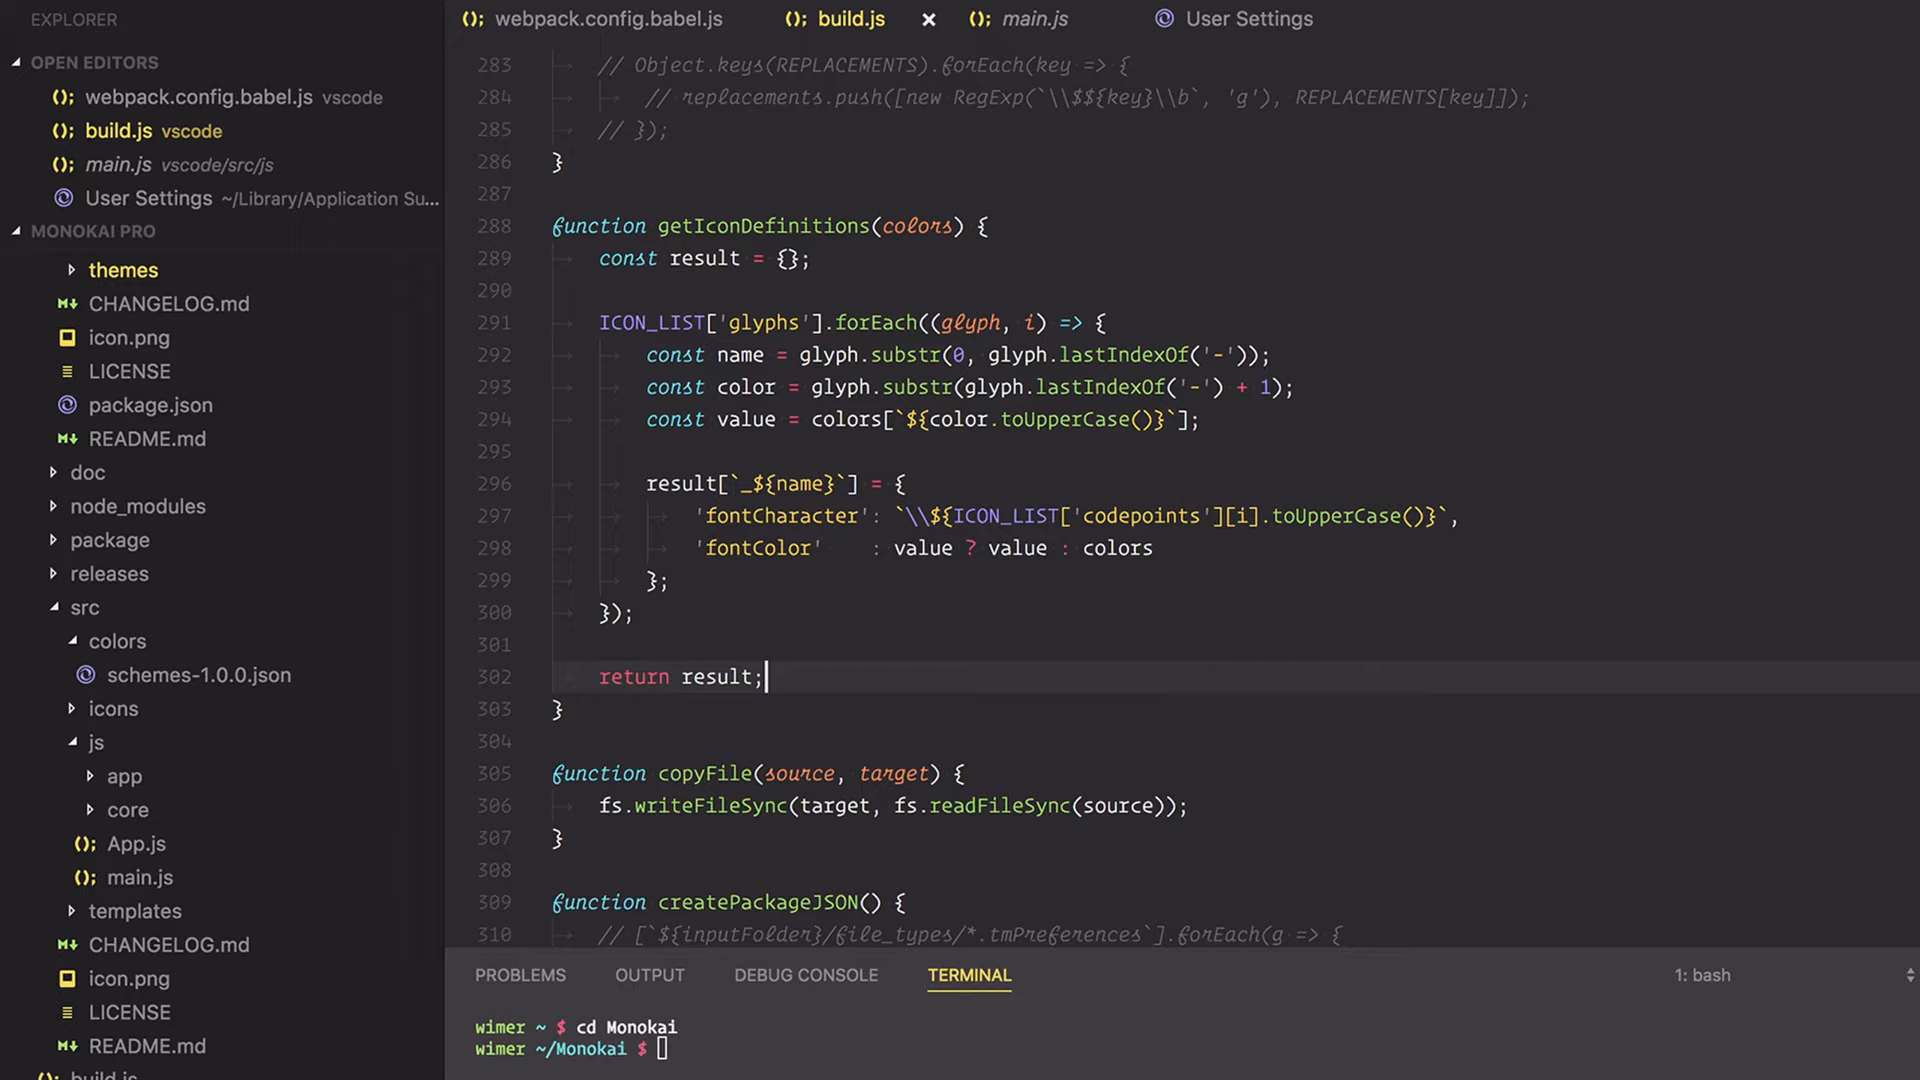 EXPLORER
OPEN EDITORS
webpack.config.babel.js vscode
build.js vscode
main.js vscode/src/js
User Settings ~/Library/Application Su...
MONOKAI PRO
themes
CHANGELOG.md
icon.png
LICENSE
package.json
README.md
doc
node_modules
package
releases
src
colors
schemes-1.0.0.json
icons
js
app
core
App.js
main.js
templates
CHANGELOG.md
icon.png
LICENSE
README.md
build.js
webpack.config.babel.js build.js main.js User Settings
283 // Object.keys(REPLACEMENTS).forEach(key => {
284 // replacements.push([new RegExp(`\\$${key}\\b`, 'g'), REPLACEMENTS[key]]);
285 // });
286 }
287
288 function getIconDefinitions(colors) {
289 const result = {};
290
291 ICON_LIST['glyphs'].forEach((glyph, i) => {
292 const name = glyph.substr(0, glyph.lastIndexOf('-'));
293 const color = glyph.substr(glyph.lastIndexOf('-') + 1);
294 const value = colors[`${color.toUpperCase()}`];
295
296 result[`_${name}`] = {
297 'fontCharacter': `\\${ICON_LIST['codepoints'][i].toUpperCase()}`,
298 'fontColor' : value ? value : colors
299 };
300 });
301
302 return result;
303 }
304
305 function copyFile(source, target) {
306 fs.writeFileSync(target, fs.readFileSync(source));
307 }
308
309 function createPackageJSON() {
310 // [`${inputFolder}/file_types/*.tmPreferences`].forEach(g => {
PROBLEMS OUTPUT DEBUG CONSOLE TERMINAL 1: bash
wimer ~ $ cd Monokai
wimer ~/Monokai $